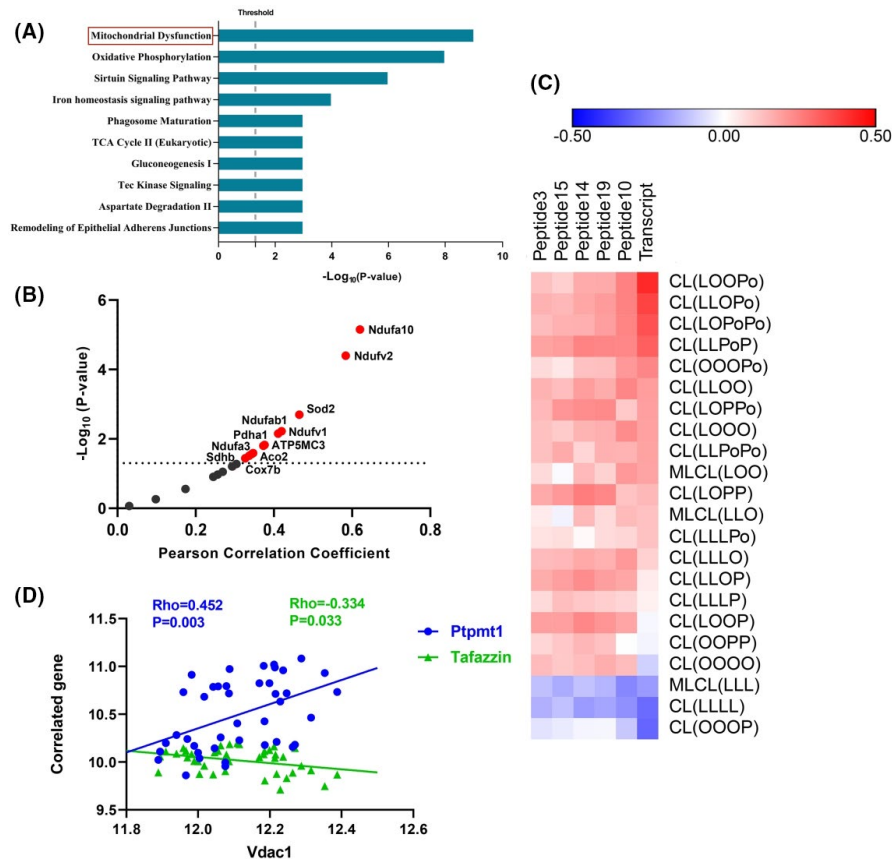 (A)
Threshold
Mitochondrial Dysfunction
Oxidative Phosphorylation
Sirtuin Signaling Pathway
Iron homeostasis signaling pathway
Phagosome Maturation
TCA Cycle II (Eukaryotic)
Gluconeogenesis I
Tec Kinase Signaling
Aspartate Degradation II
Remodeling of Epithelial Adherens Junctions
0 2 4 6 8 10
-Log10(P-value)
(B)
6
4
2
0
-Log10 (P-value)
Ndufa10
Ndufv2
Sod2
Ndufab1
Ndufv1
Pdha1
ATP5MC3
Ndufa3
Aco2
Sdhb
Cox7b
0.0 0.2 0.4 0.6 0.8
Pearson Correlation Coefficient
(C)
-0.50 0.00 0.50
Peptide3
Peptide15
Peptide14
Peptide19
Peptide10
Transcript
CL(LOOPo)
CL(LLOPo)
CL(LOPoPo)
CL(LLPoP)
CL(OOOPo)
CL(LLOO)
CL(LOPPo)
CL(LOOO)
CL(LLPoPo)
MLCL(LOO)
CL(LOPP)
MLCL(LLO)
CL(LLLPo)
CL(LLLO)
CL(LLOP)
CL(LLLP)
CL(LOOP)
CL(OOPP)
CL(OOOO)
MLCL(LLL)
CL(LLLL)
CL(OOOP)
(D)
Rho=0.452
P=0.003
Rho=-0.334
P=0.033
Ptpmt1
Tafazzin
11.5
11.0
10.5
10.0
9.5
Correlated gene
11.8 12.0 12.2 12.4 12.6
Vdac1